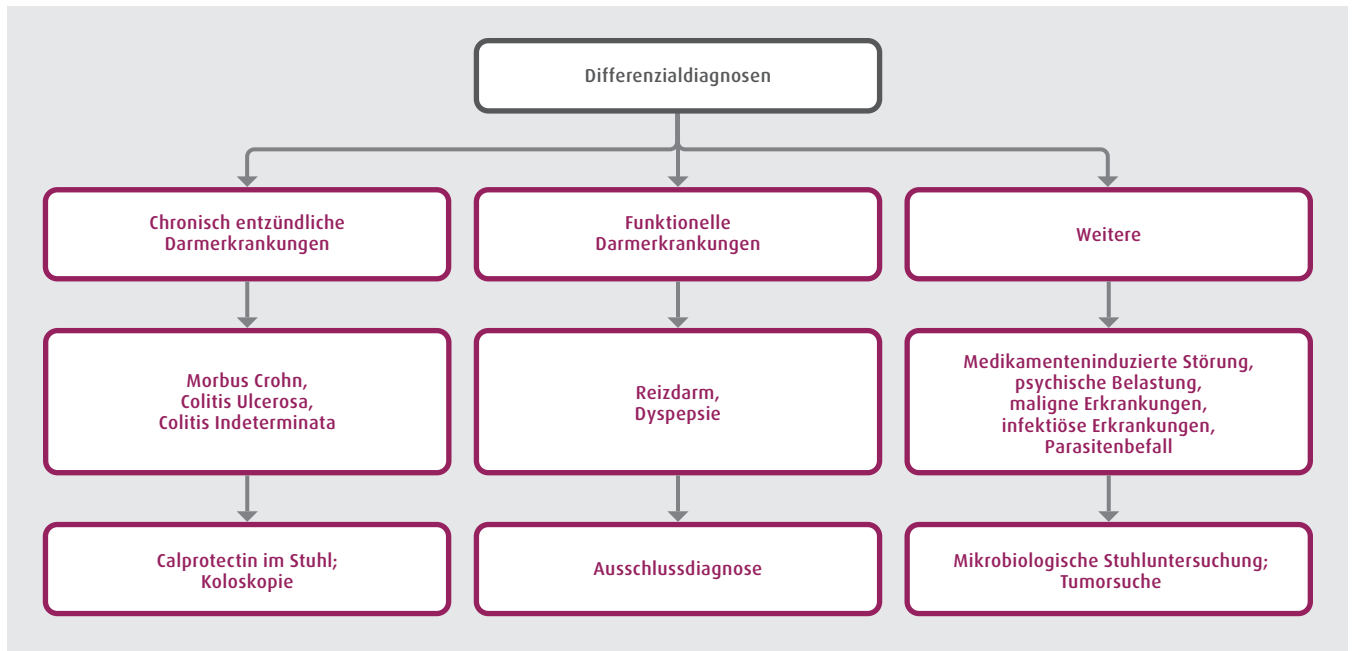 Differenzialdiagnosen
Chronisch entzündliche
Darmerkrankungen
Funktionelle
Darmerkrankungen
Weitere
Morbus Crohn,
Colitis Ulcerosa,
Colitis Indeterminata
Reizdarm,
Dyspepsie
Medikamenteninduzierte Störung,
psychische Belastung,
maligne Erkrankungen,
infektiöse Erkrankungen,
Parasitenbefall
Calprotectin im Stuhl;
Koloskopie
Ausschlussdiagnose
Mikrobiologische Stuhluntersuchung;
Tumorsuche